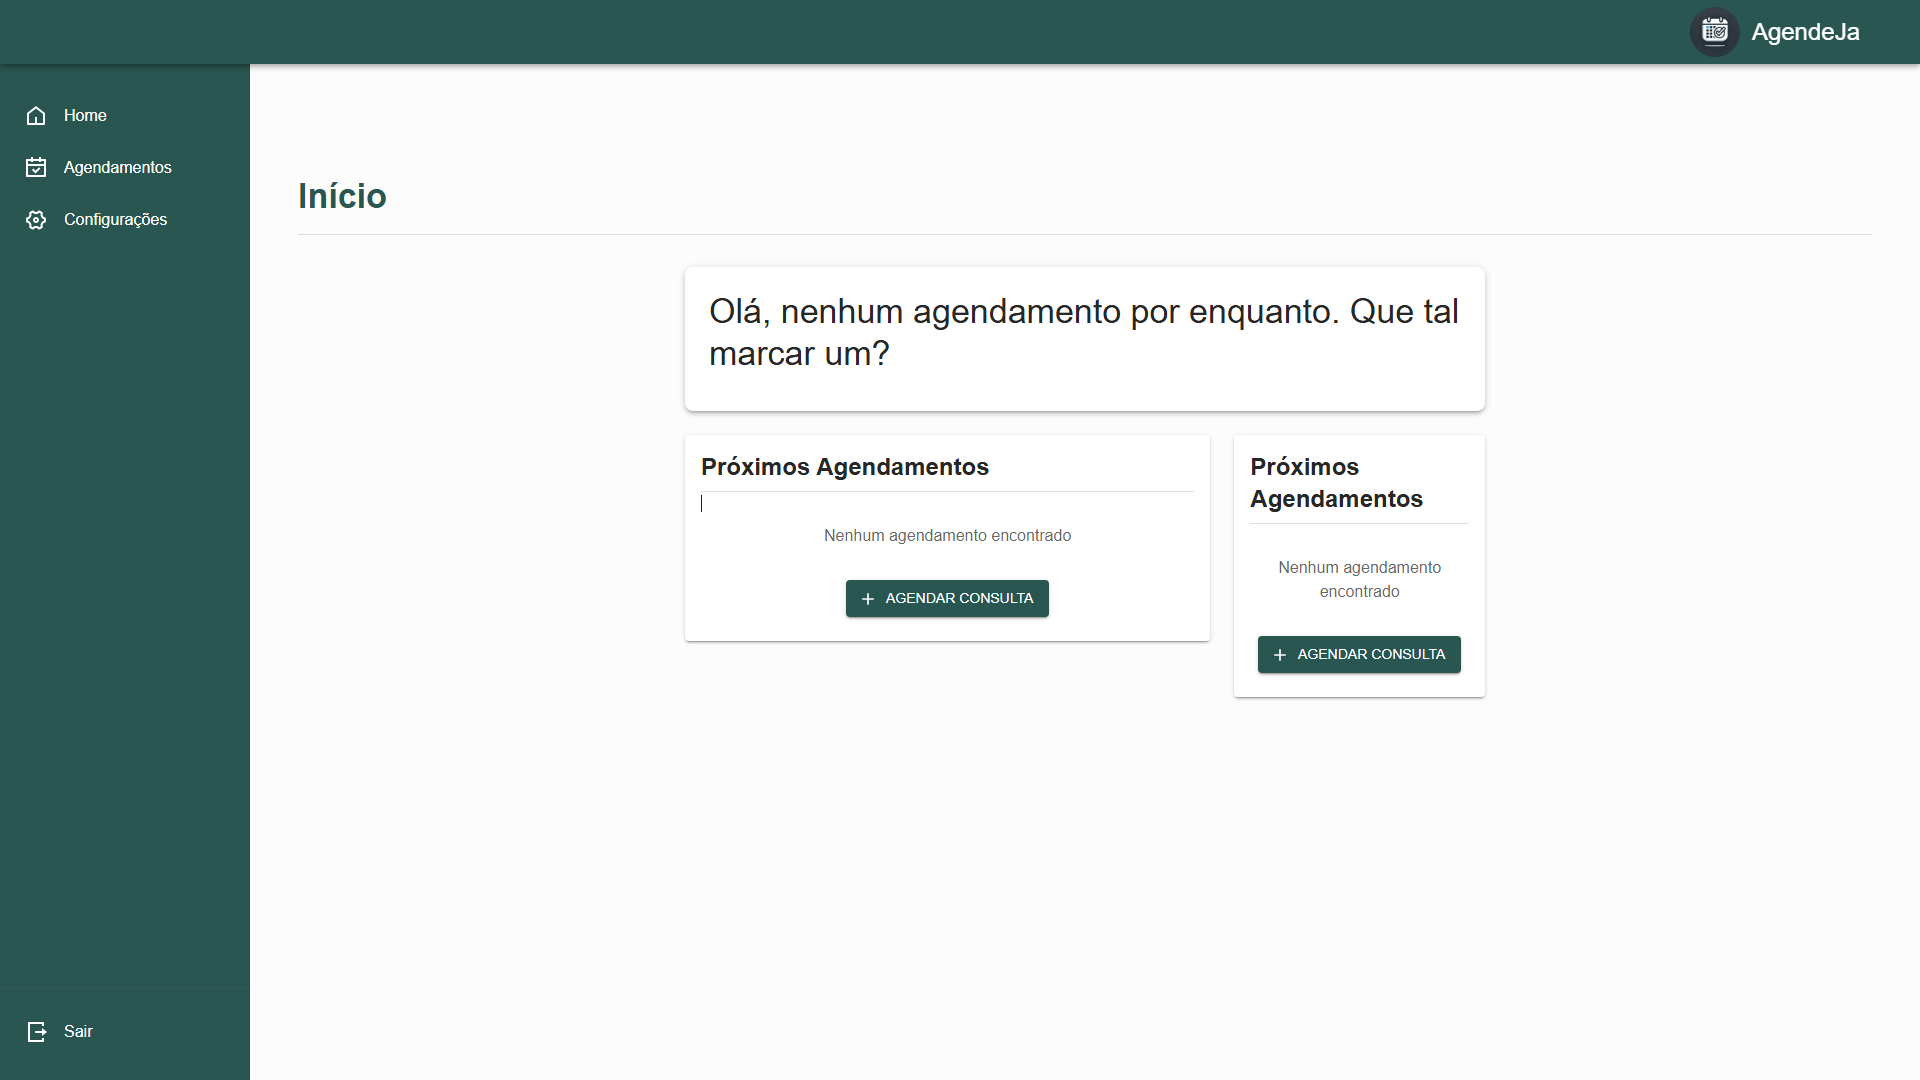 AgendeJa
Home
Agendamentos
Configurações
Início
Olá, nenhum agendamento por enquanto. Que tal
marcar um?
Próximos Agendamentos
Nenhum agendamento encontrado
AGENDAR CONSULTA
Próximos
Agendamentos
Nenhum agendamento
encontrado
AGENDAR CONSULTA
Sair